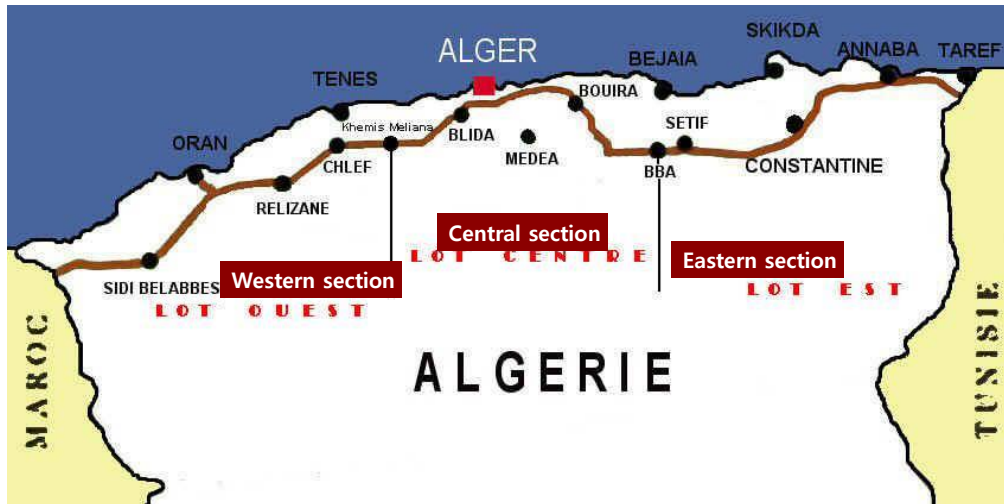 SKIKDA
ALGER
BEJAIA
ANNABA
TAREF
TENES
BOUIRA
Khemis Meliana
SETIF
ORAN
BLIDA
CHLEF
MEDEA
BBA
CONSTANTINE
RELIZANE
Central section
LOT CENTRE
Eastern section
Western section
SIDI BELABBES
LOT EST
LOT OUEST
ALGERIE
MAROC
TUNISIE